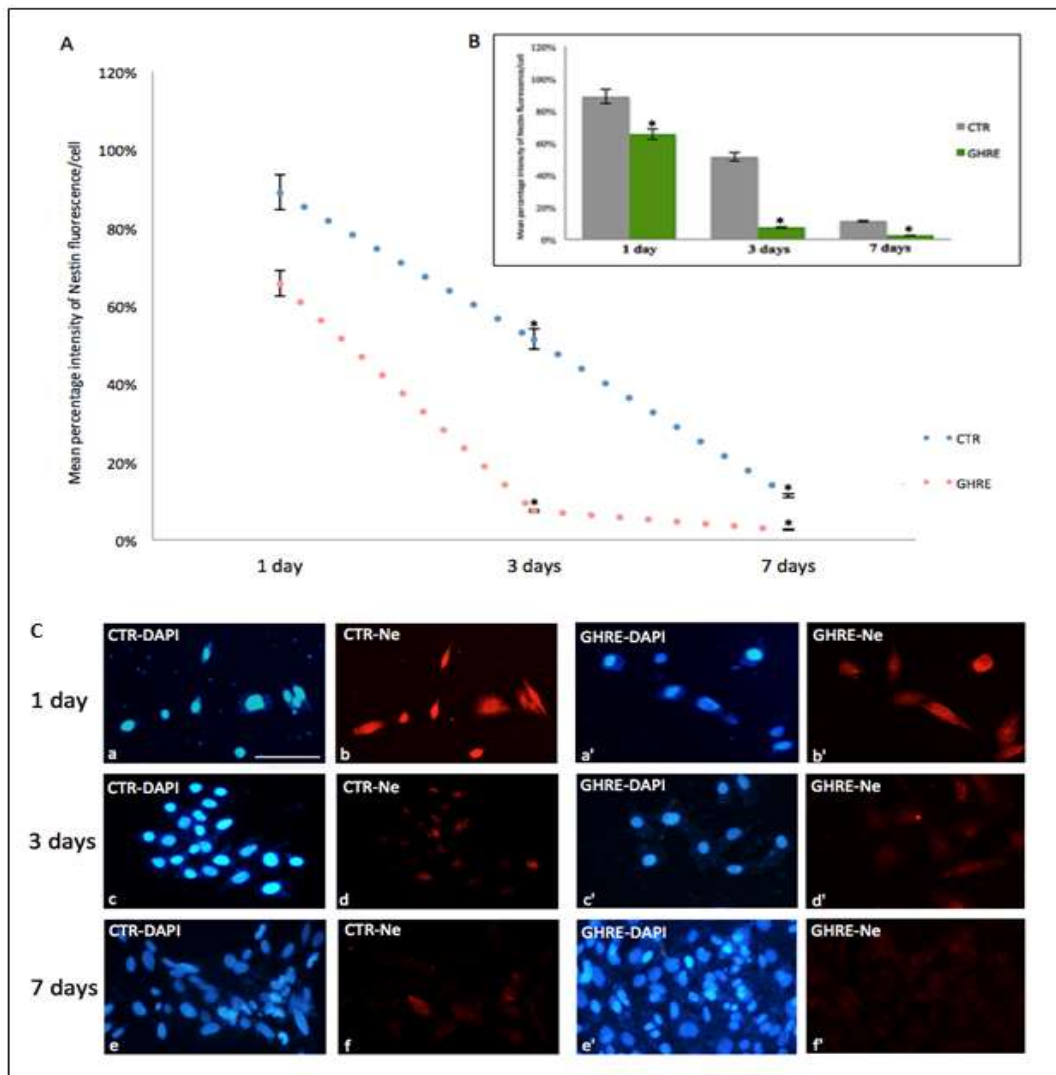 A
Mean percentage intensity of Nestin fluorescence/cell
120%
100%
80%
60%
40%
20%
0%
1 day
3 days
7 days
*
*
*
*
CTR
GHRE
B
Mean percentage intensity of Nestin fluoresence/cell
120%
100%
80%
60%
40%
20%
0%
*
*
*
1 day
3 days
7 days
CTR
GHRE
C
1 day
CTR-DAPI
a
CTR-Ne
b
GHRE-DAPI
a'
GHRE-Ne
b'
3 days
CTR-DAPI
c
CTR-Ne
d
GHRE-DAPI
c'
GHRE-Ne
d'
7 days
CTR-DAPI
e
CTR-Ne
f
GHRE-DAPI
e'
GHRE-Ne
f'